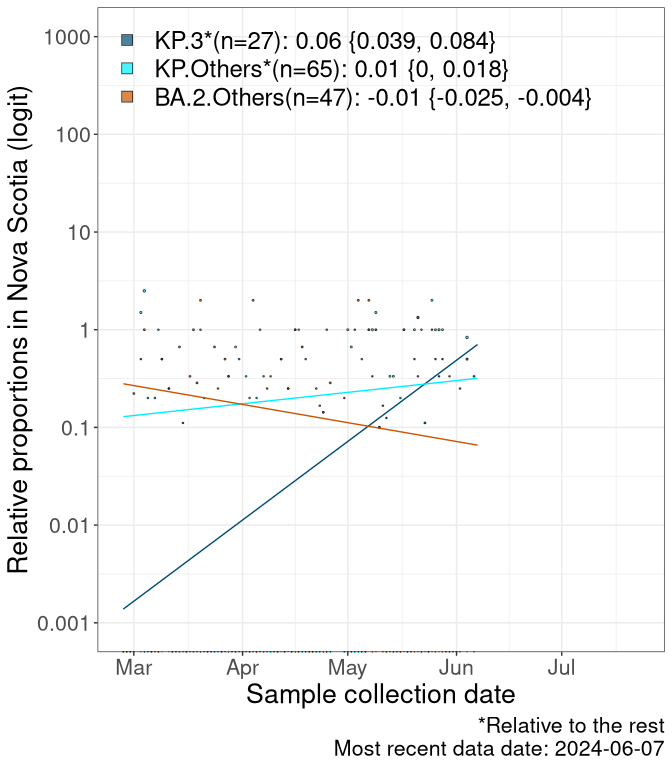 KP.3*(n=27): 0.06 {0.039, 0.084}
KP.Others*(n=65): 0.01 {0, 0.018}
BA.2.Others(n=47): -0.01 {-0.025, -0.004}
Relative proportions in Nova Scotia (logit)
1000
100
10
1
0.1
0.01
0.001
Mar Apr May Jun Jul
Sample collection date
*Relative to the rest
Most recent data date: 2024-06-07